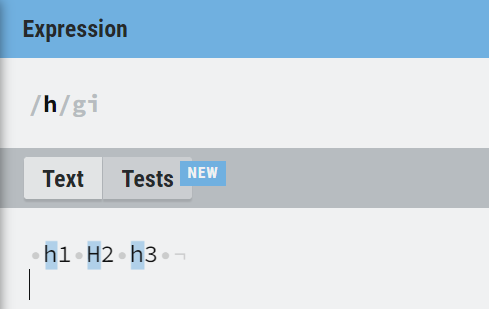 Expression
/h/gi
Text Tests NEW
·h1·H2·h3·¬